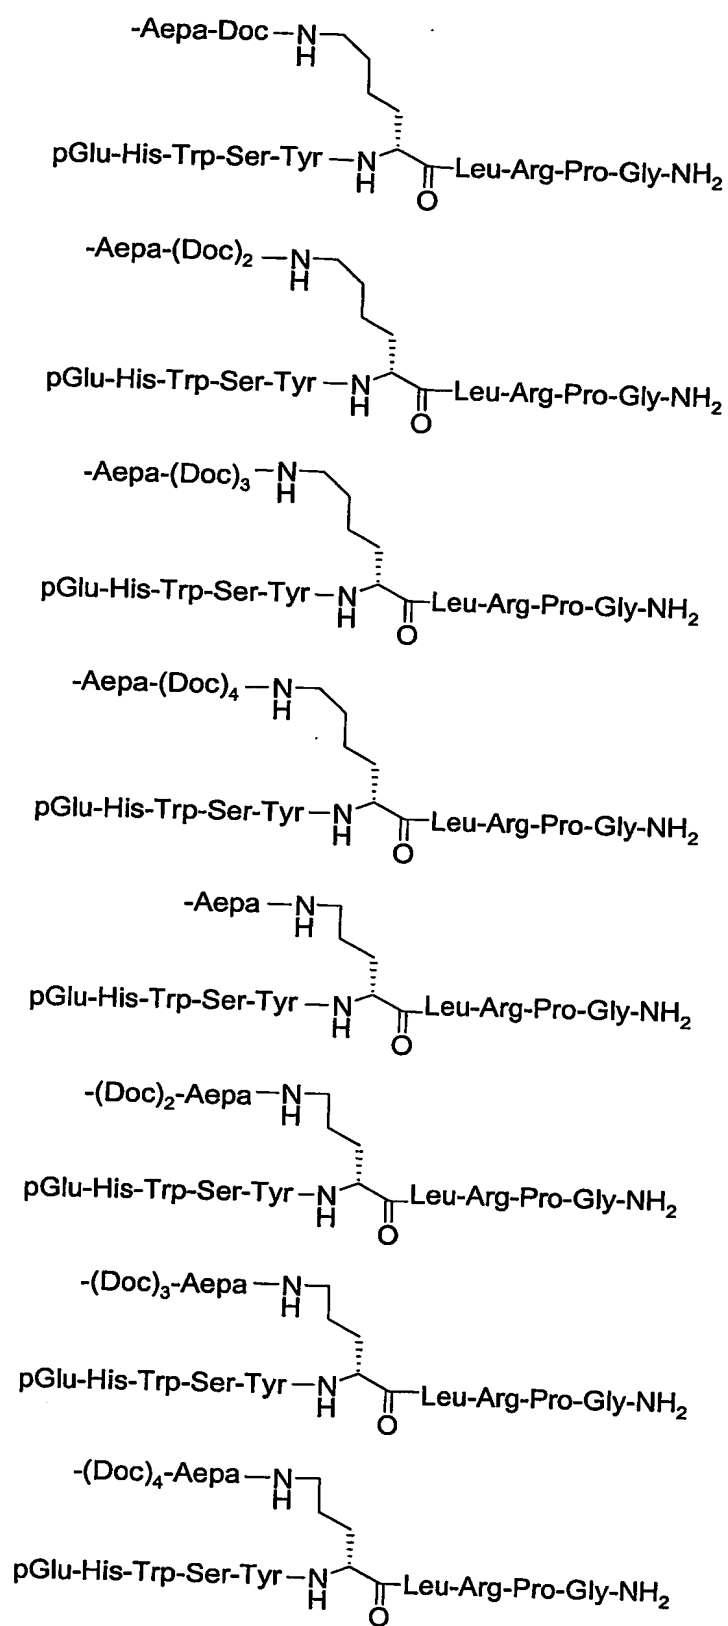 -Aepa-Doc-N
H
pGlu-His-Trp-Ser-Tyr-N
H
O
Leu-Arg-Pro-Gly-NH2
-Aepa-(Doc)2-N
H
pGlu-His-Trp-Ser-Tyr-N
H
O
Leu-Arg-Pro-Gly-NH2
-Aepa-(Doc)3-N
H
pGlu-His-Trp-Ser-Tyr-N
H
O
Leu-Arg-Pro-Gly-NH2
-Aepa-(Doc)4-N
H
pGlu-His-Trp-Ser-Tyr-N
H
O
Leu-Arg-Pro-Gly-NH2
-Aepa-N
H
pGlu-His-Trp-Ser-Tyr-N
H
O
Leu-Arg-Pro-Gly-NH2
-(Doc)2-Aepa-N
H
pGlu-His-Trp-Ser-Tyr-N
H
O
Leu-Arg-Pro-Gly-NH2
-(Doc)3-Aepa-N
H
pGlu-His-Trp-Ser-Tyr-N
H
O
Leu-Arg-Pro-Gly-NH2
-(Doc)4-Aepa-N
H
pGlu-His-Trp-Ser-Tyr-N
H
O
Leu-Arg-Pro-Gly-NH2